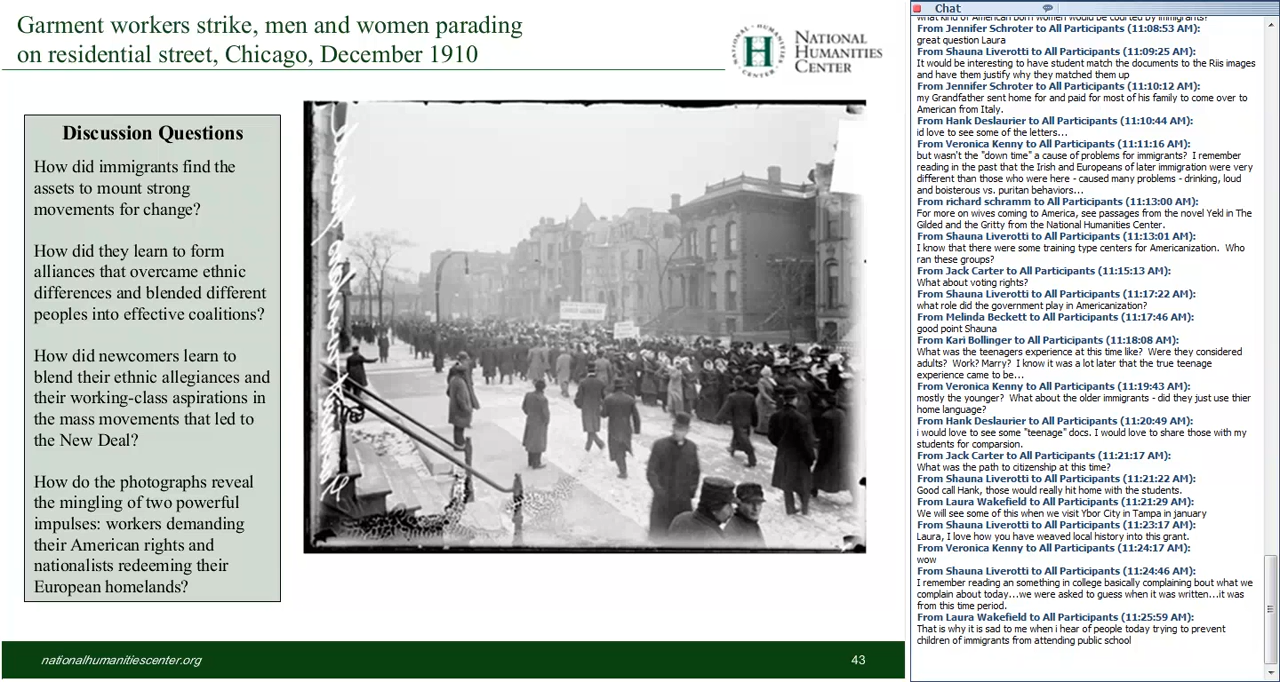 Garment workers strike, men and women parading
on residential street, Chicago, December 1910
NATIONAL HUMANITIES CENTER
H
NATIONAL
HUMANITIES
CENTER
Discussion Questions
How did immigrants find the
assets to mount strong
movements for change?
How did they learn to form
alliances that overcame ethnic
differences and blended different
peoples into effective coalitions?
How did newcomers learn to
blend their ethnic allegiances and
their working-class aspirations in
the mass movements that led to
the New Deal?
How do the photographs reveal
the mingling of two powerful
impulses: workers demanding
their American rights and
nationalists redeeming their
European homelands?
nationalhumanitiescenter.org
43
Chat
what kind of American born women would be courted by immigrants?
From Jennifer Schroter to All Participants (11:08:53 AM):
great question Laura
From Shauna Liverotti to All Participants (11:09:25 AM):
It would be interesting to have student match the documents to the Riis images
and have them justify why they matched them up
From Jennifer Schroter to All Participants (11:10:12 AM):
my Grandfather sent home for and paid for most of his family to come over to
American from Italy.
From Hank Deslaurier to All Participants (11:10:44 AM):
id love to see some of the letters...
From Veronica Kenny to All Participants (11:11:16 AM):
but wasn't the "down time" a cause of problems for immigrants? I remember
reading in the past that the Irish and Europeans of later immigration were very
different than those who were here - caused many problems - drinking, loud
and boisterous vs. puritan behaviors...
From richard schramm to All Participants (11:13:00 AM):
For more on wives coming to America, see passages from the novel Yekl in The
Gilded and the Gritty from the National Humanities Center.
From Shauna Liverotti to All Participants (11:13:01 AM):
I know that there were some training type centers for Americanization. Who
ran these groups?
From Jack Carter to All Participants (11:15:13 AM):
What about voting rights?
From Shauna Liverotti to All Participants (11:17:22 AM):
what role did the government play in Americanization?
From Melinda Beckett to All Participants (11:17:46 AM):
good point Shauna
From Kari Bollinger to All Participants (11:18:08 AM):
What was the teenagers experience at this time like? Were they considered
adults? Work? Marry? I know it was a lot later that the true teenage
experience came to be...
From Veronica Kenny to All Participants (11:19:43 AM):
mostly the younger? What about the older immigrants - did they just use thier
home language?
From Hank Deslaurier to All Participants (11:20:49 AM):
i would love to see some "teenage" docs. I would love to share those with my
students for comparsion.
From Jack Carter to All Participants (11:21:17 AM):
What was the path to citizenship at this time?
From Shauna Liverotti to All Participants (11:21:22 AM):
Good call Hank, those would really hit home with the students.
From Laura Wakefield to All Participants (11:21:29 AM):
We will see some of this when we visit Ybor City in Tampa in january
From Shauna Liverotti to All Participants (11:23:17 AM):
Laura, I love how you have weaved local history into this grant.
From Veronica Kenny to All Participants (11:24:17 AM):
wow
From Shauna Liverotti to All Participants (11:24:46 AM):
I remember reading an something in college basically complaining bout what we
complain about today...we were asked to guess when it was written...it was
from this time period.
From Laura Wakefield to All Participants (11:25:59 AM):
That is why it is sad to me when i hear of people today trying to prevent
children of immigrants from attending public school